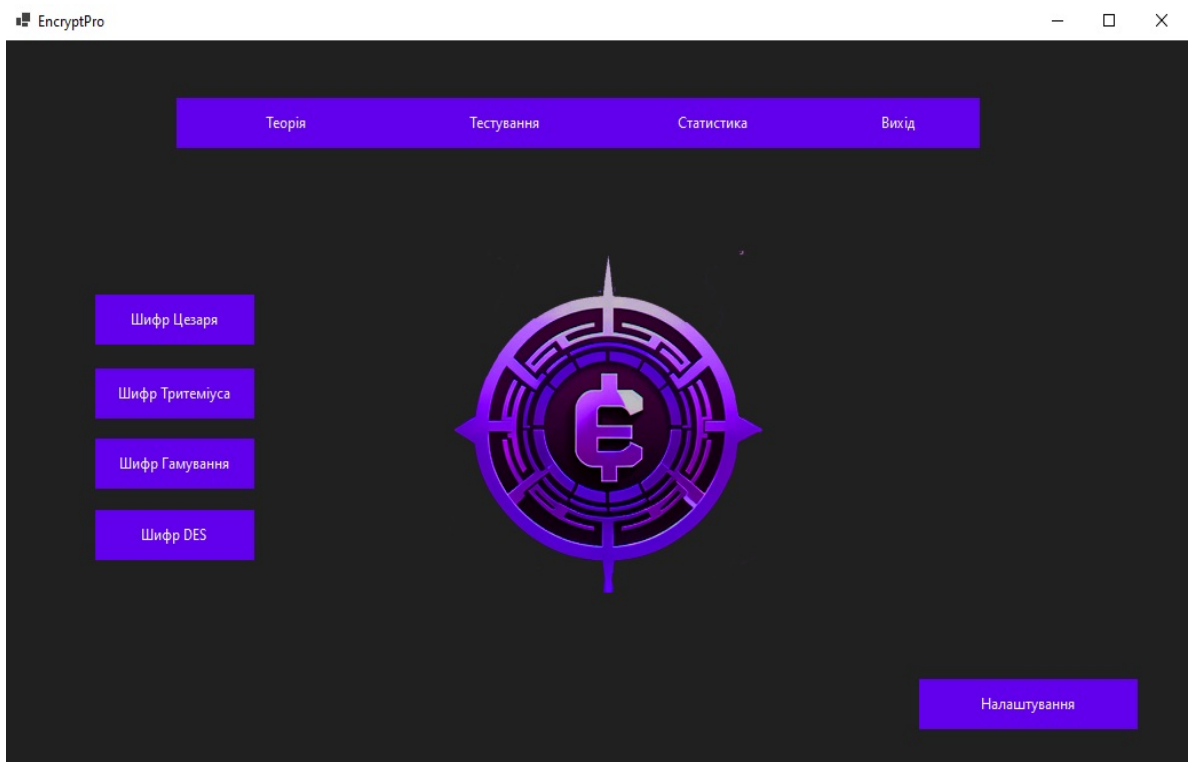 EncryptPro
Теорія Тестування Статистика Вихід
Шифр Цезаря
Шифр Тритеміуса
Шифр Гамування
Шифр DES
Налаштування